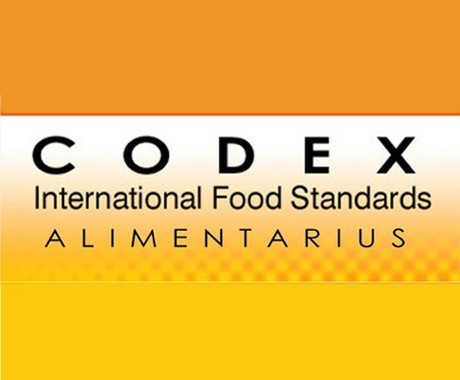 CODEX
International Food Standards
ALIMENTARIUS